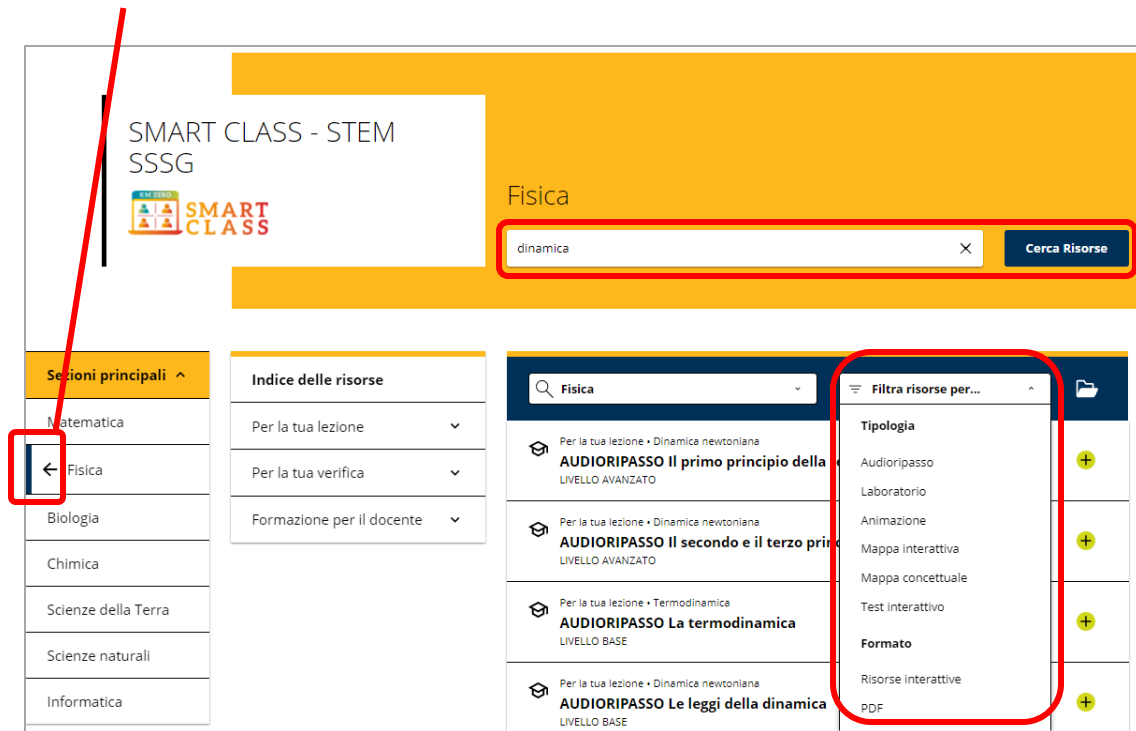 SMART CLASS - STEM
SSSG
KM ZERO
SMART
CLASS
Fisica
dinamica
Cerca Risorse
Sezioni principali
Matematica
Fisica
Biologia
Chimica
Scienze della Terra
Scienze naturali
Informatica
Indice delle risorse
Per la tua lezione
Per la tua verifica
Formazione per il docente
Fisica
Per la tua lezione • Dinamica newtoniana
AUDIORIPASSO Il primo principio della
LIVELLO AVANZATO
Per la tua lezione • Dinamica newtoniana
AUDIORIPASSO Il secondo e il terzo
LIVELLO AVANZATO
Per la tua lezione • Termodinamica
AUDIORIPASSO La termodinamica
LIVELLO BASE
Per la tua lezione • Dinamica newtoniana
AUDIORIPASSO Le leggi della dinamica
LIVELLO BASE
Filtra risorse per...
Tipologia
Audioripasso
Laboratorio
Animazione
Mappa interattiva
Mappa concettuale
Test interattivo
Formato
Risorse interattive
PDF